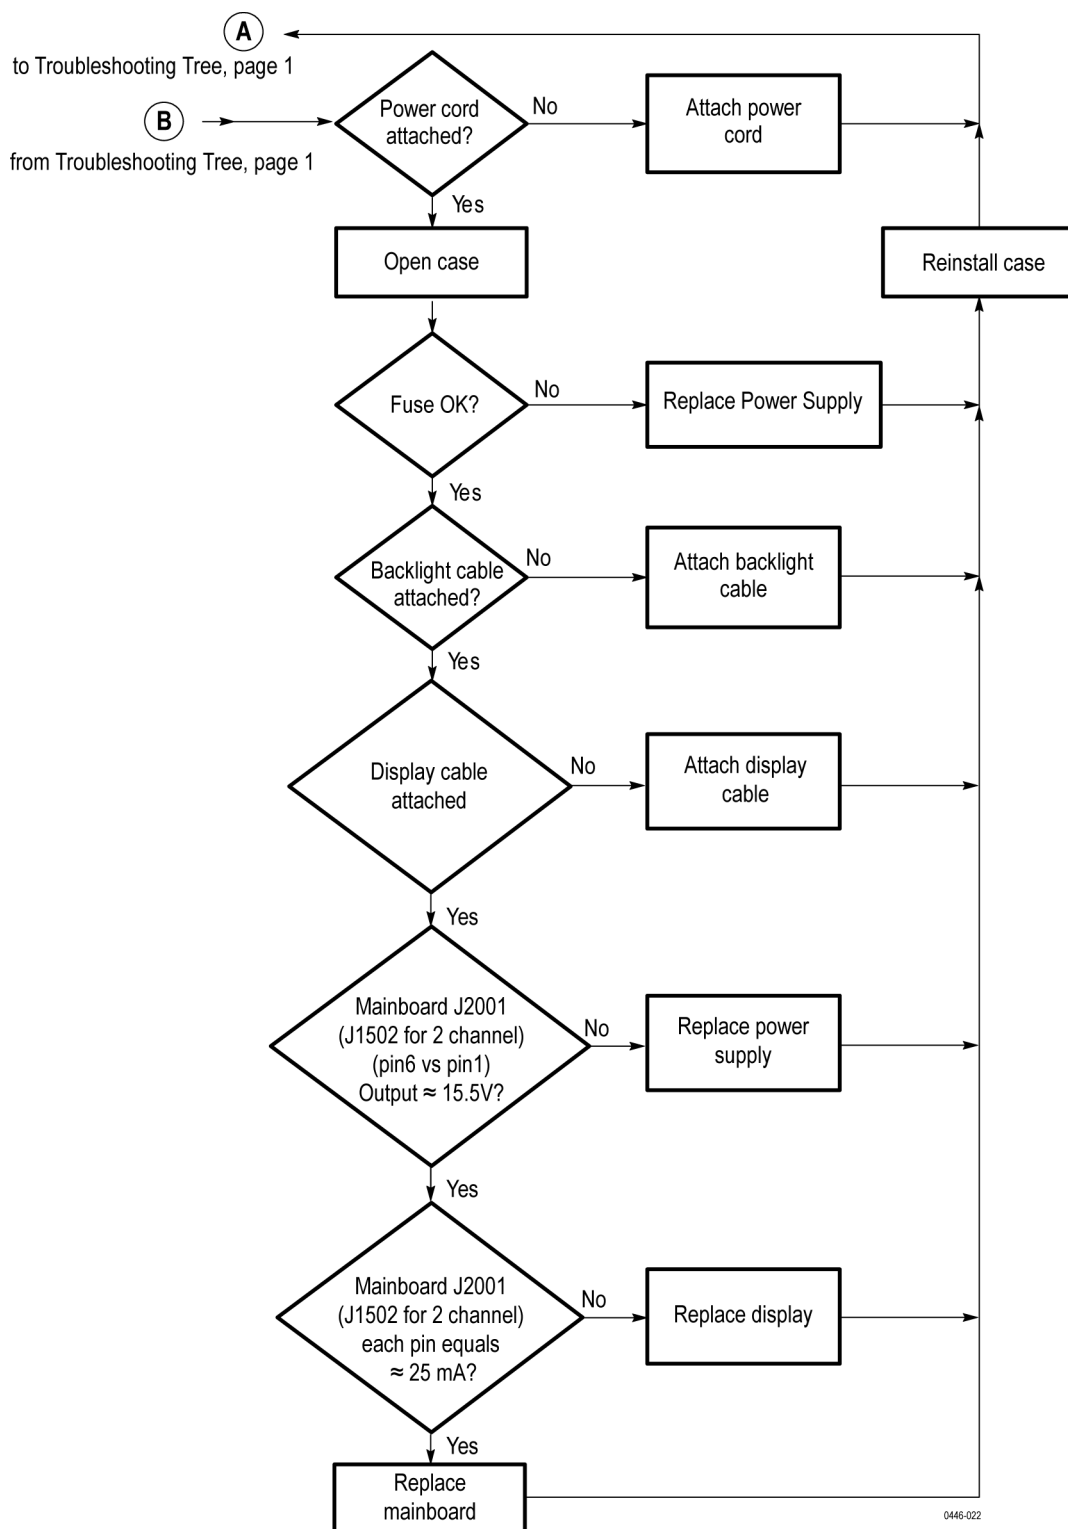 A
to Troubleshooting Tree, page 1
B
from Troubleshooting Tree, page 1
Power cord
attached?
No
Attach power
cord
Yes
Open case
Reinstall case
Fuse OK?
No
Replace Power Supply
Yes
Backlight cable
attached?
No
Attach backlight
cable
Yes
Display cable
attached
No
Attach display
cable
Yes
Mainboard J2001
(J1502 for 2 channel)
(pin6 vs pin1)
Output ≈ 15.5V?
No
Replace power
supply
Yes
Mainboard J2001
(J1502 for 2 channel)
each pin equals
≈ 25 mA?
No
Replace display
Yes
Replace
mainboard
0446-022